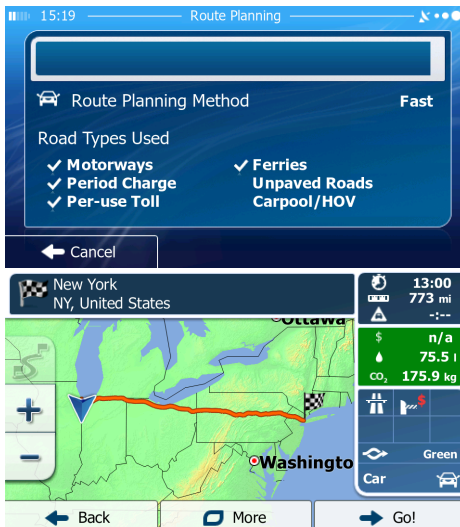 15:19 Route Planning
Route Planning Method Fast
Road Types Used
Motorways Ferries
Period Charge Unpaved Roads
Per-use Toll Carpool/HOV
Cancel
New York
NY, United States
13:00
773 mi
-:--
$ n/a
75.5 l
CO₂ 175.9 kg
$
Green
Car
Ottawa
Washingto
Back More Go!